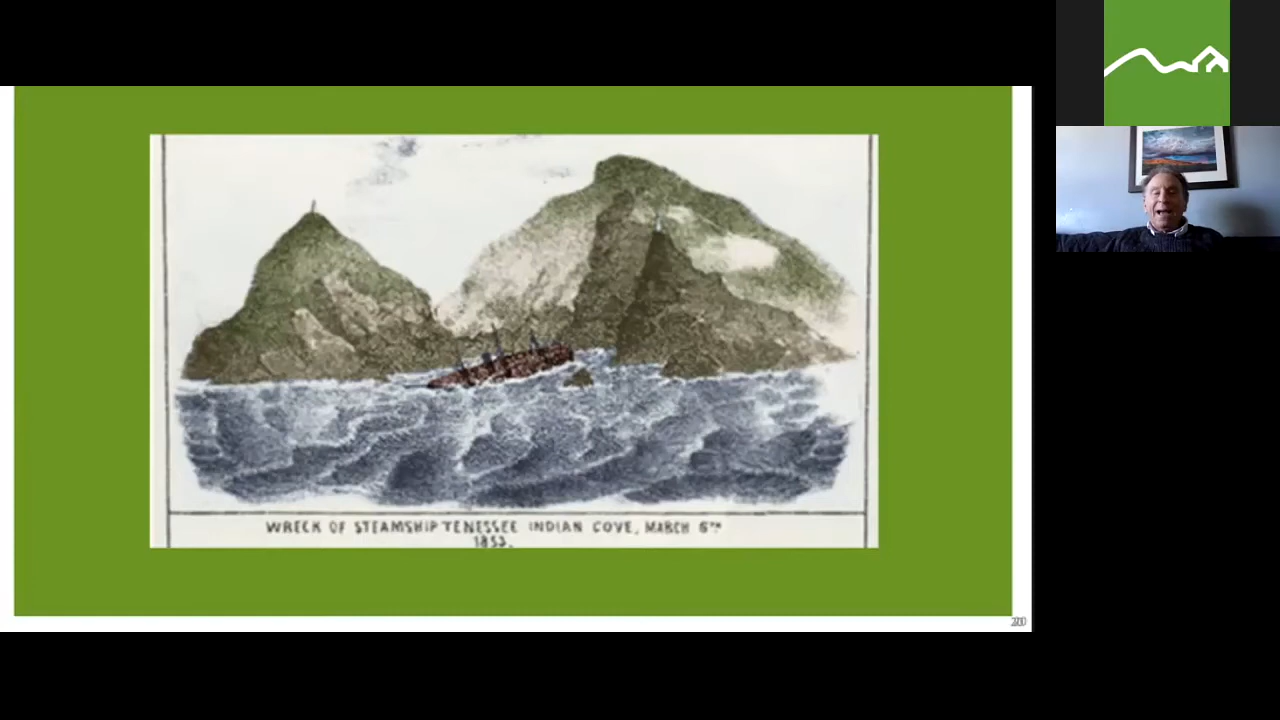 WRECK OF STEAMSHIP TENESSEE INDIAN COVE, MARCH 6TH
1853.